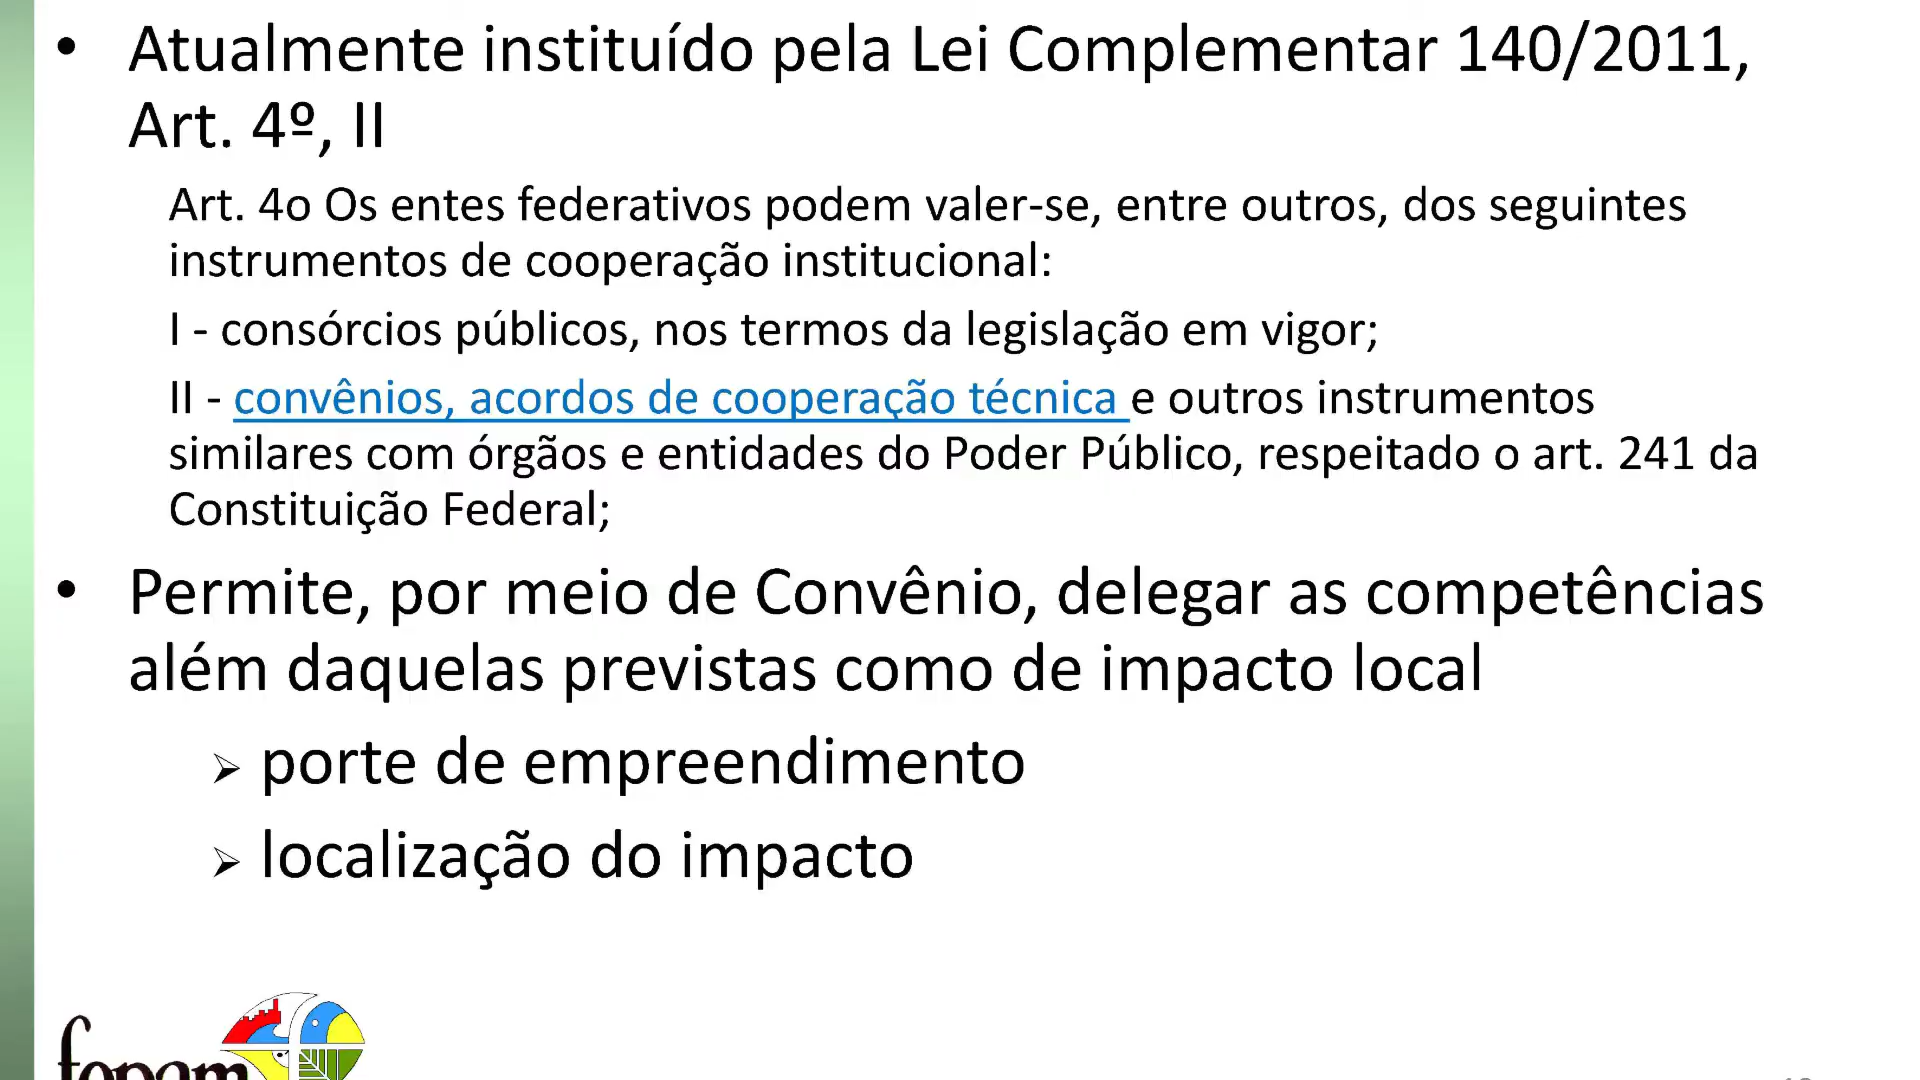 • Atualmente instituído pela Lei Complementar 140/2011,
Art. 4º, II
Art. 4o Os entes federativos podem valer-se, entre outros, dos seguintes
instrumentos de cooperação institucional:
I - consórcios públicos, nos termos da legislação em vigor;
II - convênios, acordos de cooperação técnica e outros instrumentos
similares com órgãos e entidades do Poder Público, respeitado o art. 241 da
Constituição Federal;
• Permite, por meio de Convênio, delegar as competências
além daquelas previstas como de impacto local
➢ porte de empreendimento
➢ localização do impacto
fepam